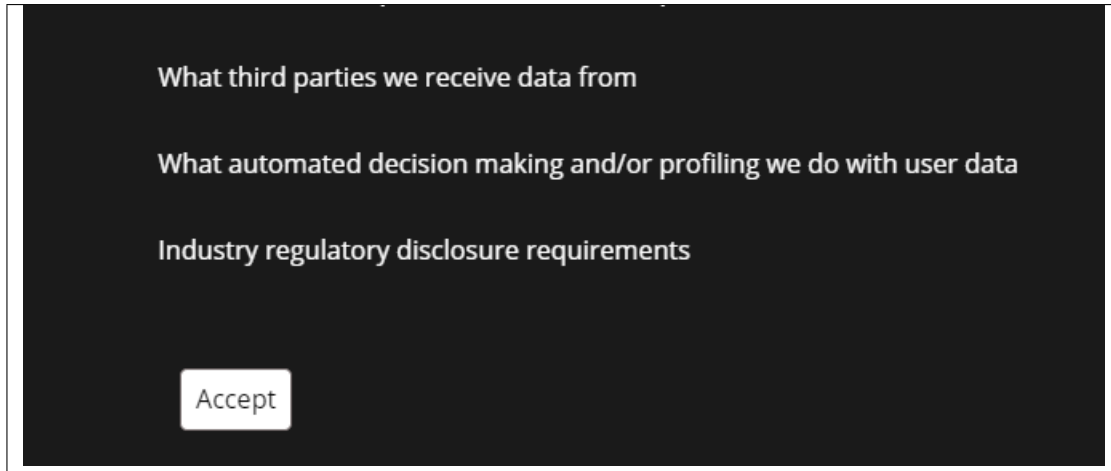 What third parties we receive data from
What automated decision making and/or profiling we do with user data
Industry regulatory disclosure requirements
Accept